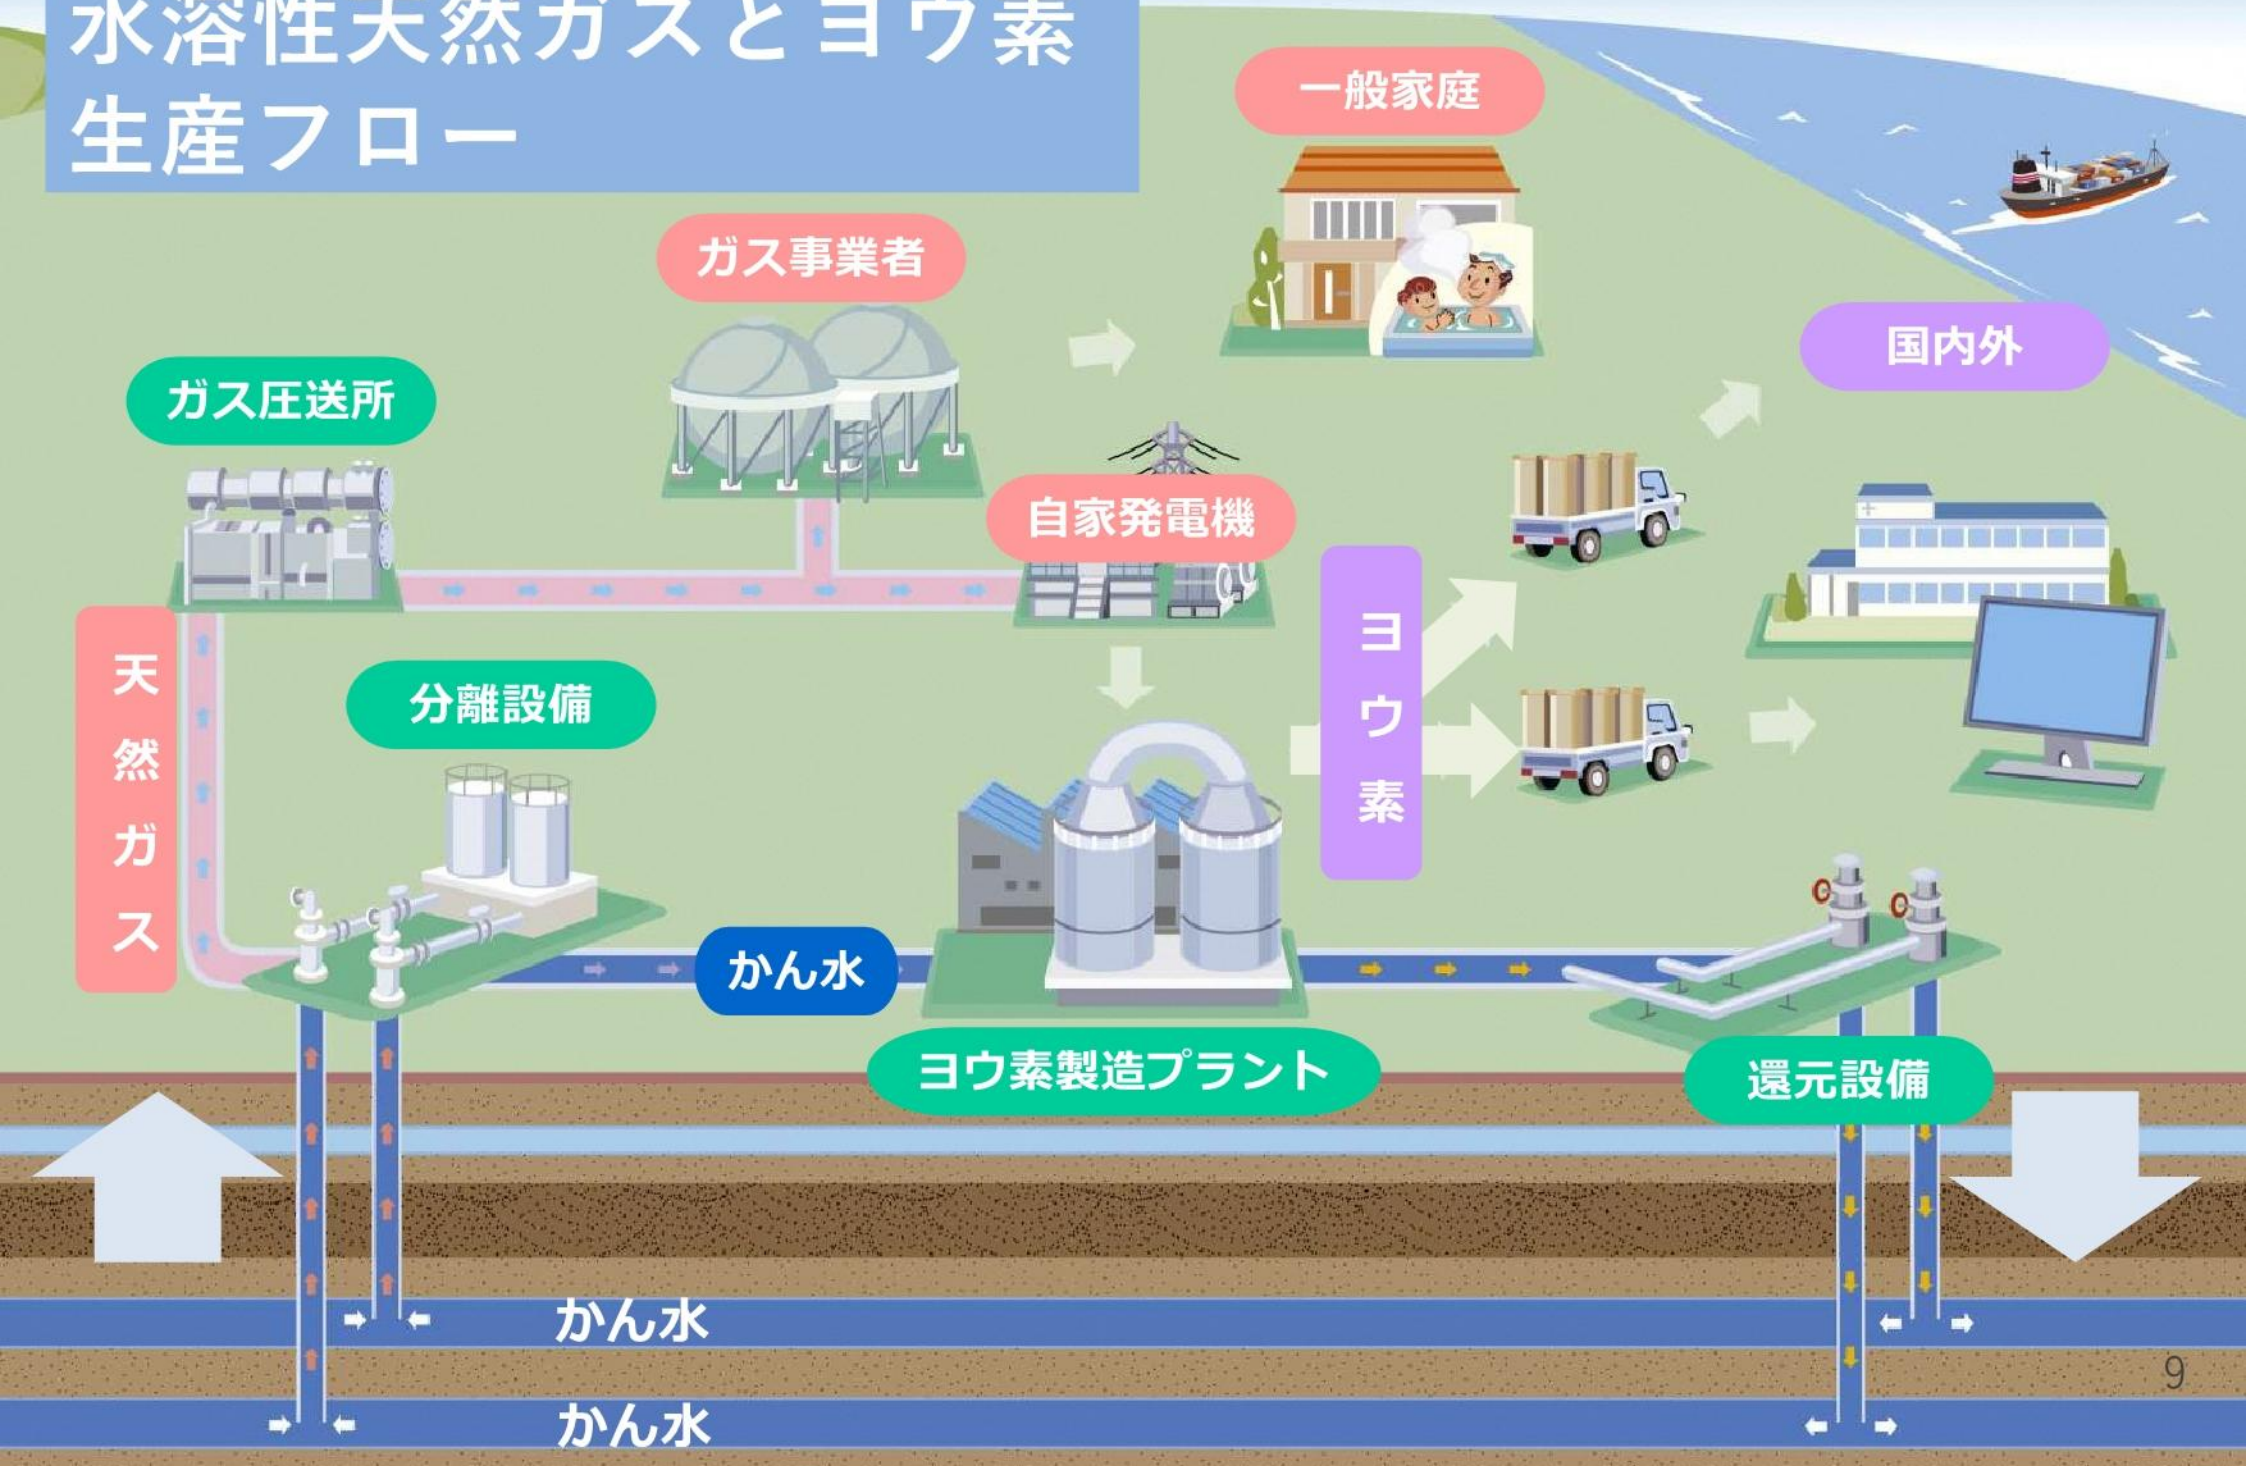 水溶性天然ガスとヨウ素
生産フロー
一般家庭
ガス事業者
国内外
ガス圧送所
自家発電機
ヨウ素
天然ガス
分離設備
かん水
ヨウ素製造プラント
還元設備
かん水
かん水
9